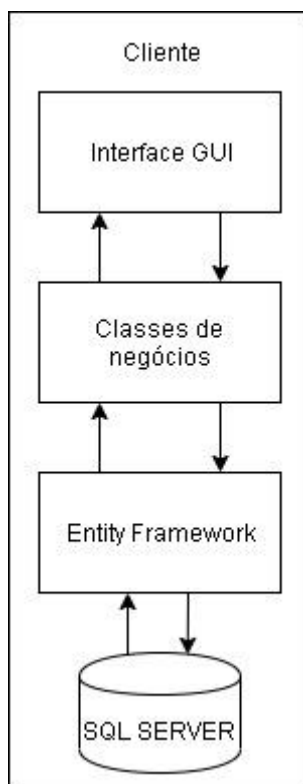 Cliente
Interface GUI
Classes de
negócios
Entity Framework
SQL SERVER